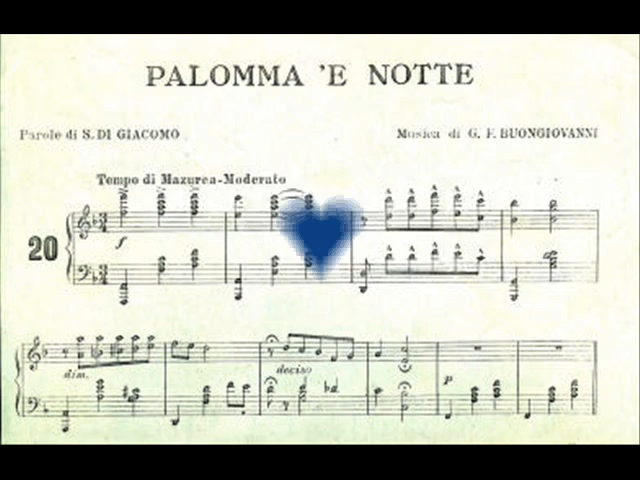 PALOMMA 'E NOTTE
Parole di S. DI GIACOMO
Musica di G. F. BUONGIOVANNI
Tempo di Mazurca-Moderato
20
f
dim.
deciso
p